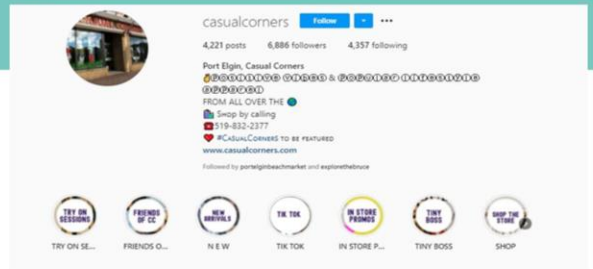 casualcorners Follow
4,221 posts 6,886 followers 4,357 following
Port Elgin, Casual Corners
&
FROM ALL OVER THE
Swop by calling
519-832-2377
#CASUALCORNERS TO BE FEATURED
www.casualcorners.com
Followed by portelginbeachmarket and explorethebruce
TRY ON
SESSIONS
FRIENDS
OF CC
NEW
ARRIVALS
TIK TOK
IN STORE
PROMOS
TINY
BOSS
SHOP THE
STORE
TRY ON SE... FRIENDS O... N E W TIK TOK IN STORE P... TINY BOSS SHOP